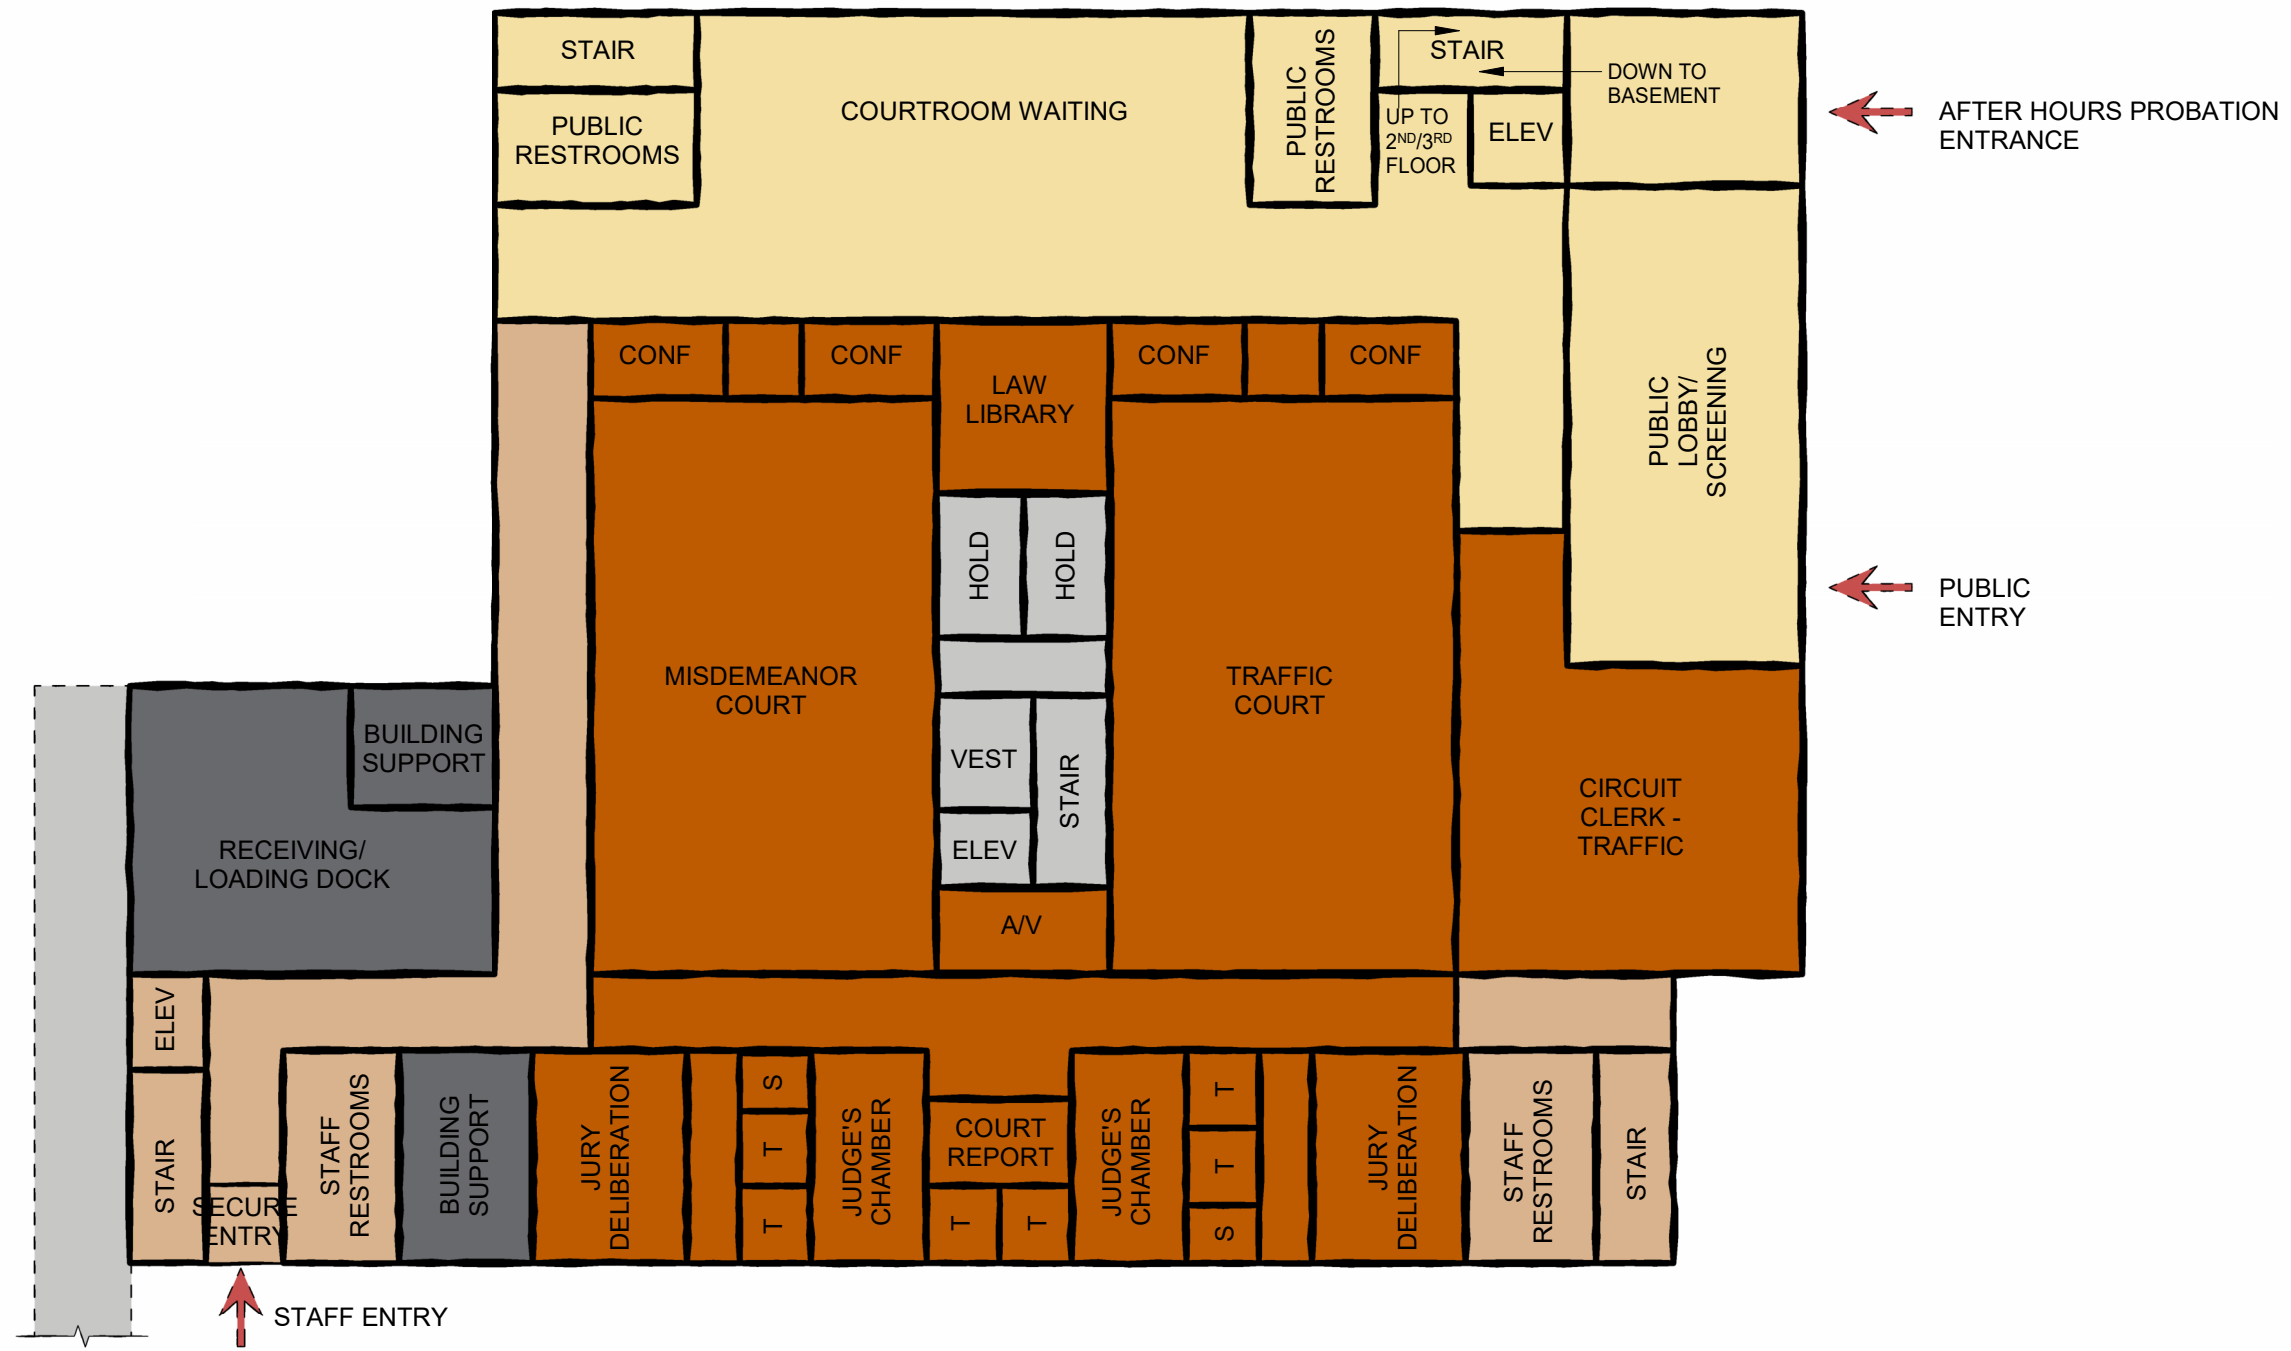 STAIR
PUBLIC
RESTROOMS
COURTROOM WAITING
PUBLIC
RESTROOMS
STAIR
DOWN TO
BASEMENT
UP TO
2ND/3RD
FLOOR
ELEV
AFTER HOURS PROBATION
ENTRANCE
CONF
CONF
LAW
LIBRARY
CONF
CONF
PUBLIC
LOBBY/
SCREENING
HOLD
HOLD
PUBLIC
ENTRY
MISDEMEANOR
COURT
TRAFFIC
COURT
BUILDING
SUPPORT
VEST
STAIR
CIRCUIT
CLERK -
TRAFFIC
RECEIVING/
LOADING DOCK
ELEV
A/V
ELEV
STAIR
SECURE
ENTRY
STAFF
RESTROOMS
BUILDING
SUPPORT
JURY
DELIBERATION
S
T
T
JUDGE'S
CHAMBER
COURT
REPORT
T
T
JUDGE'S
CHAMBER
T
T
S
JURY
DELIBERATION
STAFF
RESTROOMS
STAIR
STAFF ENTRY